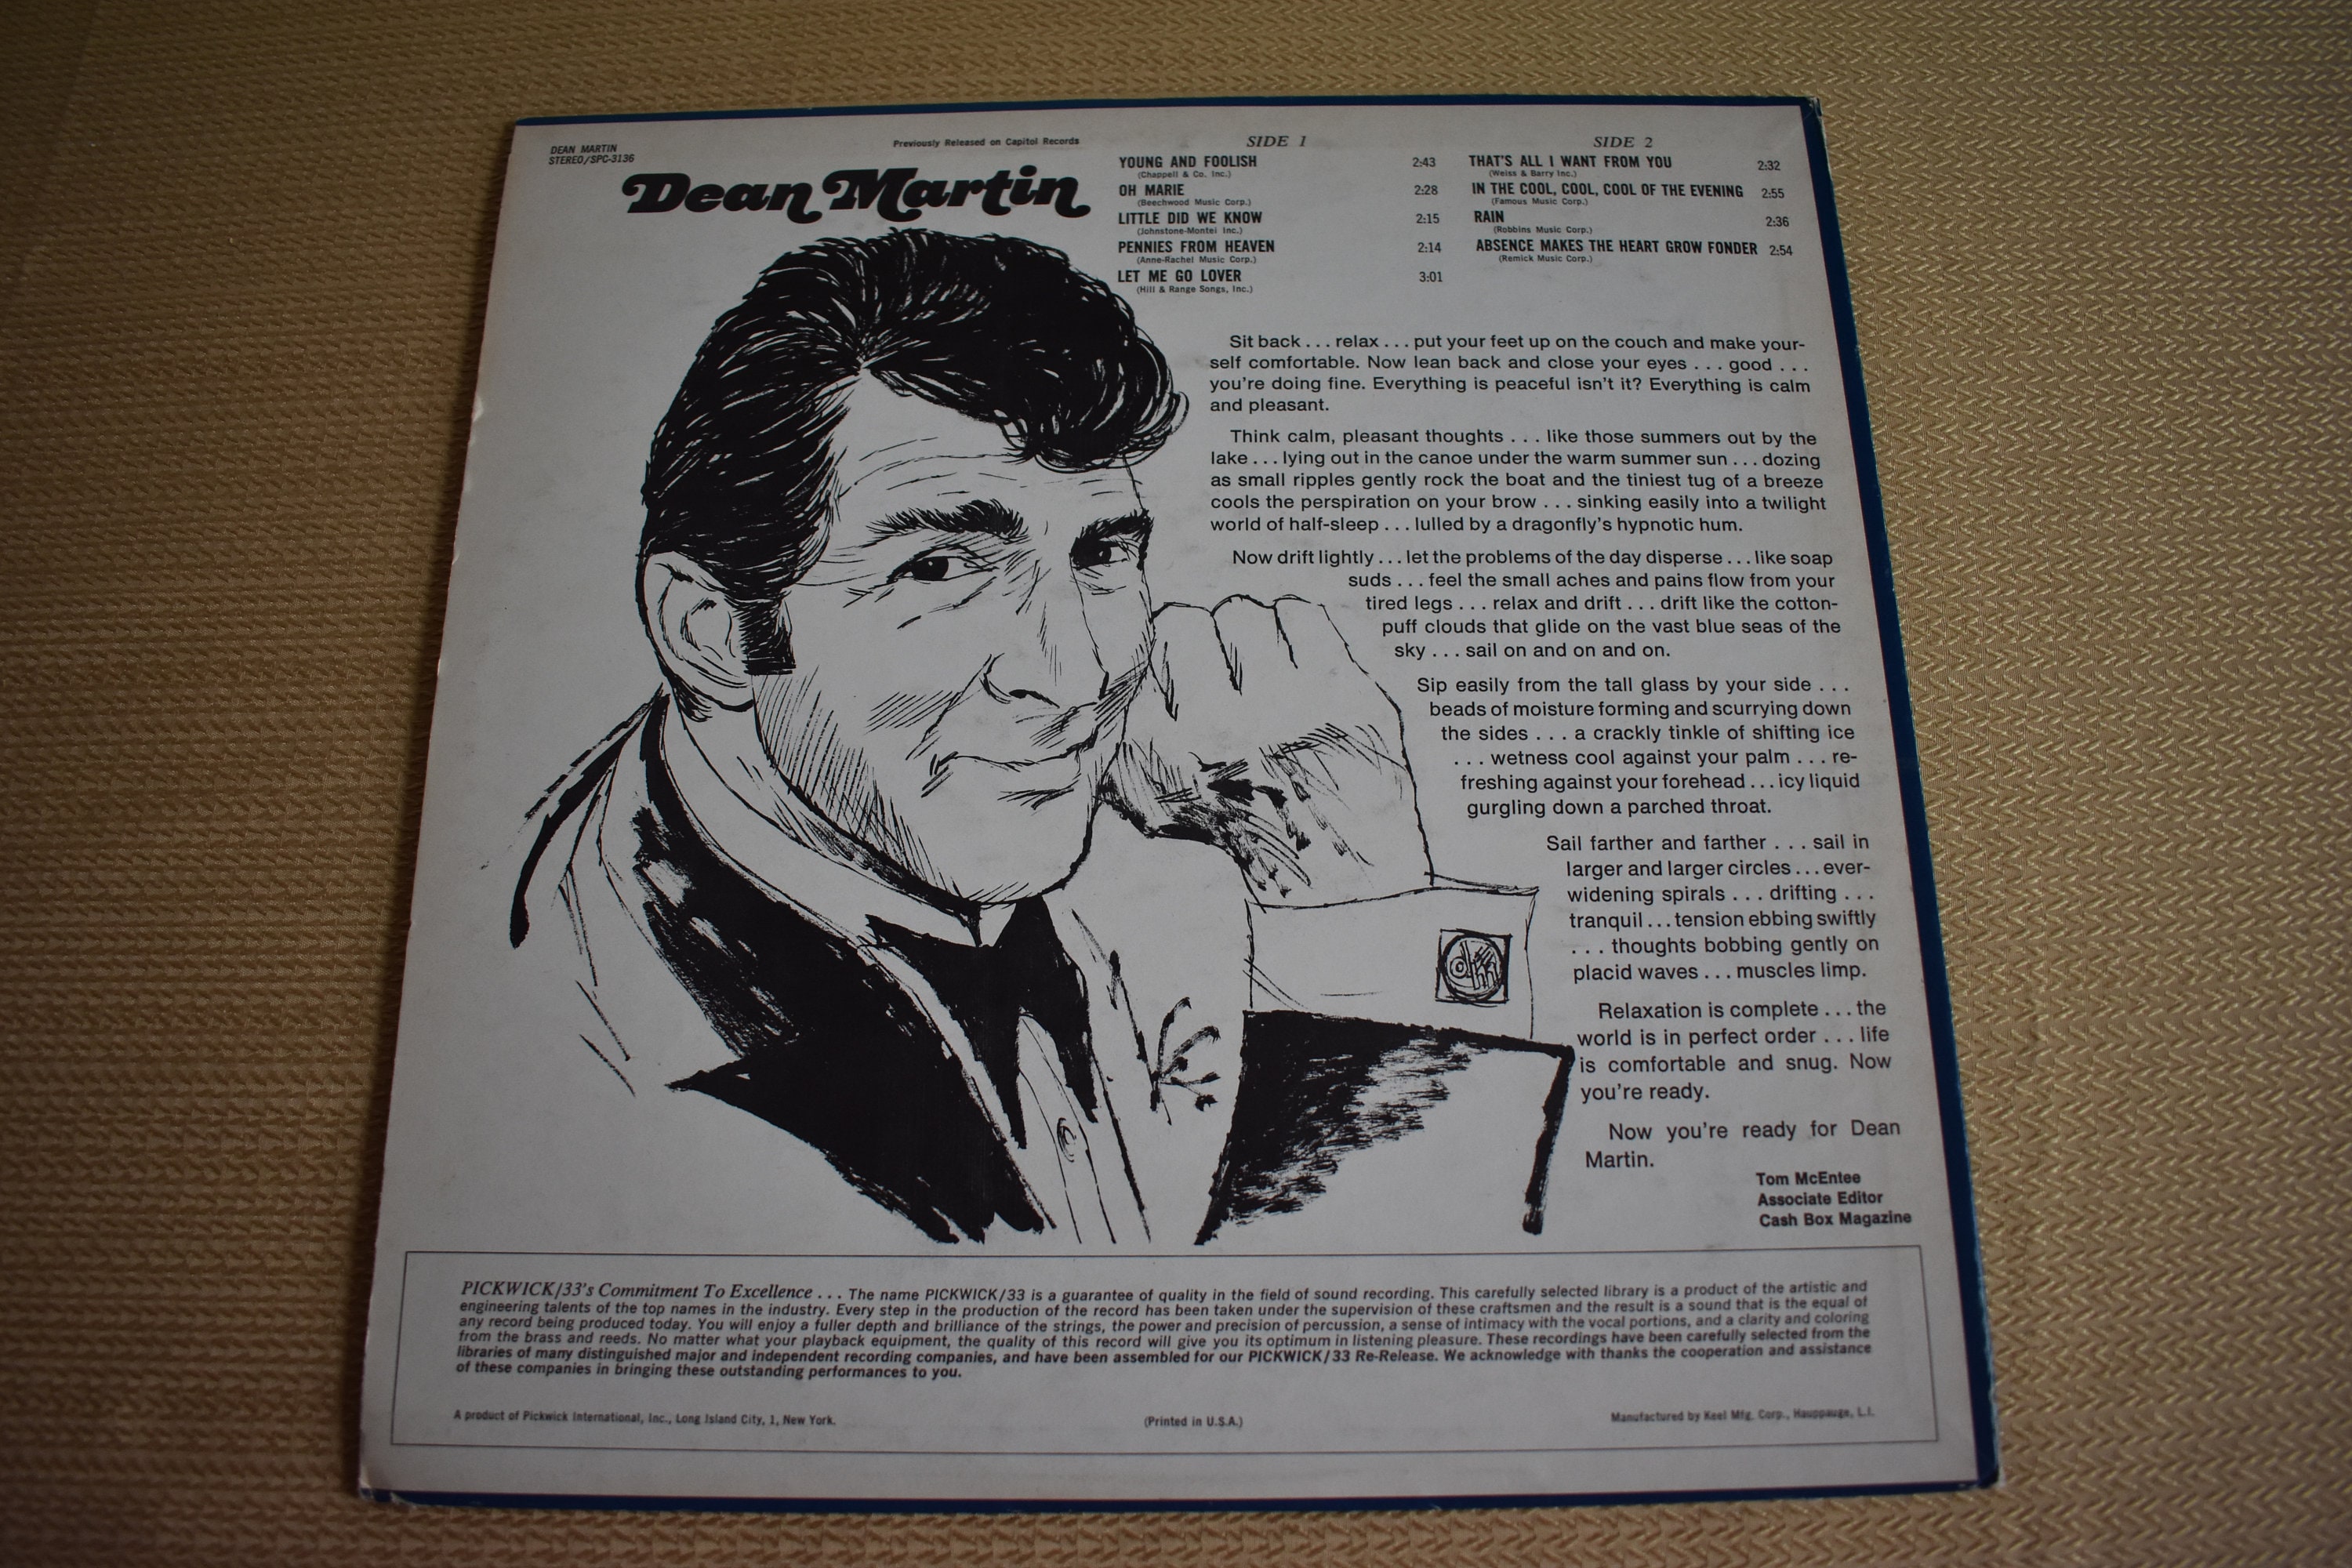 DEAN MARTIN
STEREO/SPC-3136
Previously Released on Capitol Records
Dean Martin
SIDE 1
YOUNG AND FOOLISH 2:43
(Chappell & Co. Inc.)
OH MARIE 2:28
(Beechwood Music Corp.)
LITTLE DID WE KNOW 2:15
(Johnstone-Montei Inc.)
PENNIES FROM HEAVEN 2:14
(Anne-Rachel Music Corp.)
LET ME GO LOVER 3:01
(Hill & Range Songs, Inc.)
SIDE 2
THAT'S ALL I WANT FROM YOU 2:32
(Weiss & Barry Inc.)
IN THE COOL, COOL, COOL OF THE EVENING 2:55
(Famous Music Corp.)
RAIN 2:36
(Robbins Music Corp.)
ABSENCE MAKES THE HEART GROW FONDER 2:54
(Remick Music Corp.)
Sit back . . . relax . . . put your feet up on the couch and make your-
self comfortable. Now lean back and close your eyes . . . good . . .
you're doing fine. Everything is peaceful isn't it? Everything is calm
and pleasant.
Think calm, pleasant thoughts . . . like those summers out by the
lake . . . lying out in the canoe under the warm summer sun . . . dozing
as small ripples gently rock the boat and the tiniest tug of a breeze
cools the perspiration on your brow . . . sinking easily into a twilight
world of half-sleep . . . lulled by a dragonfly's hypnotic hum.
Now drift lightly . . . let the problems of the day disperse . . . like soap
suds . . . feel the small aches and pains flow from your
tired legs . . . relax and drift . . . drift like the cotton-
puff clouds that glide on the vast blue seas of the
sky . . . sail on and on and on.
Sip easily from the tall glass by your side . . .
beads of moisture forming and scurrying down
the sides . . . a crackly tinkle of shifting ice
. . . wetness cool against your palm . . . re-
freshing against your forehead . . . icy liquid
gurgling down a parched throat.
Sail farther and farther . . . sail in
larger and larger circles . . . ever-
widening spirals . . . drifting . . .
tranquil . . . tension ebbing swiftly
. . . thoughts bobbing gently on
placid waves . . . muscles limp.
Relaxation is complete . . . the
world is in perfect order . . . life
is comfortable and snug. Now
you're ready.
Now you're ready for Dean
Martin.
Tom McEntee
Associate Editor
Cash Box Magazine
dm
PICKWICK/33's Commitment To Excellence . . . The name PICKWICK/33 is a guarantee of quality in the field of sound recording. This carefully selected library is a product of the artistic and
engineering talents of the top names in the industry. Every step in the production of the record has been taken under the supervision of these craftsmen and the result is a sound that is the equal of
any record being produced today. You will enjoy a fuller depth and brilliance of the strings, the power and precision of percussion, a sense of intimacy with the vocal portions, and a clarity and coloring
from the brass and reeds. No matter what your playback equipment, the quality of this record will give you its optimum in listening pleasure. These recordings have been carefully selected from the
libraries of many distinguished major and independent recording companies, and have been assembled for our PICKWICK/33 Re-Release. We acknowledge with thanks the cooperation and assistance
of these companies in bringing these outstanding performances to you.
A product of Pickwick International, Inc., Long Island City, 1, New York.
(Printed in U.S.A.)
Manufactured by Keel Mfg. Corp., Hauppauge, L.I.